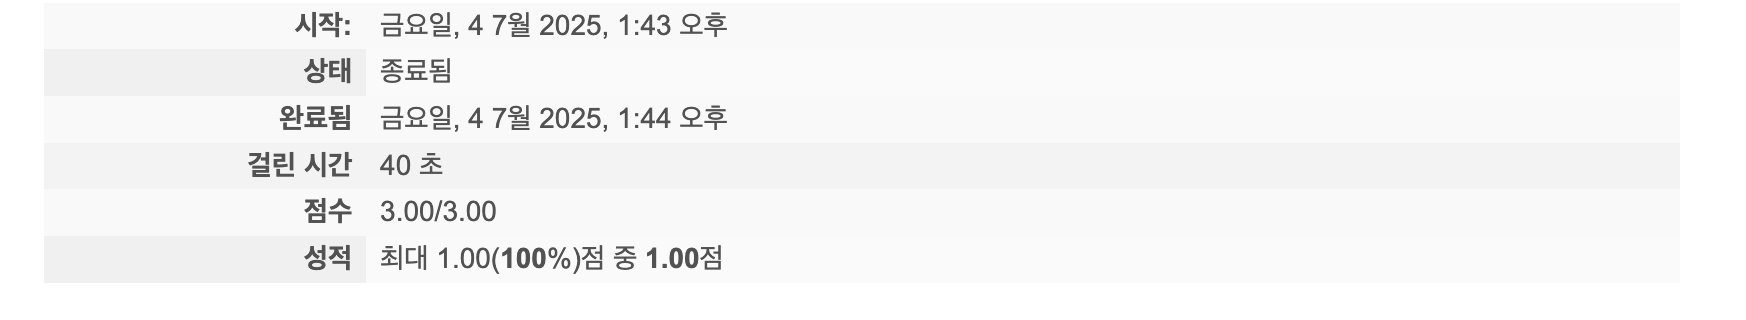 시작: 금요일, 4 7월 2025, 1:43 오후
상태 종료됨
완료됨 금요일, 4 7월 2025, 1:44 오후
걸린 시간 40 초
점수 3.00/3.00
성적 최대 1.00(100%)점 중 1.00점